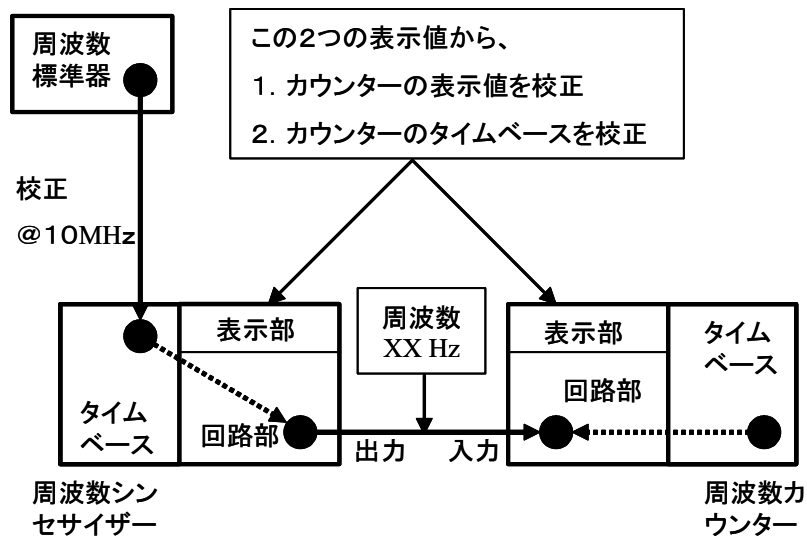 周波数
標準器
この2つの表示値から、
1．カウンターの表示値を校正
2．カウンターのタイムベースを校正
校正
＠10MHz
表示部
タイム
ベース
回路部
周波数
XX Hz
出力
入力
表示部
回路部
タイム
ベース
周波数シン
セサイザー
周波数カ
ウンター